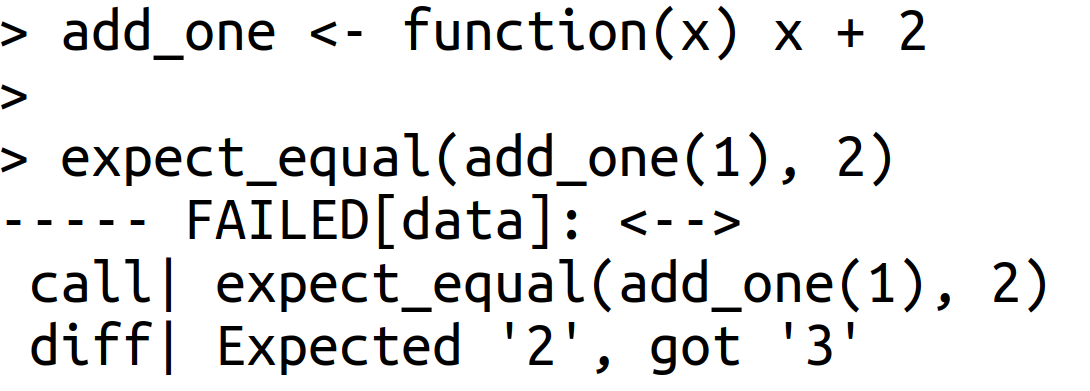 > add_one <- function(x) x + 2
>
> expect_equal(add_one(1), 2)
----- FAILED[data]: <-->
 call| expect_equal(add_one(1), 2)
 diff| Expected '2', got '3'